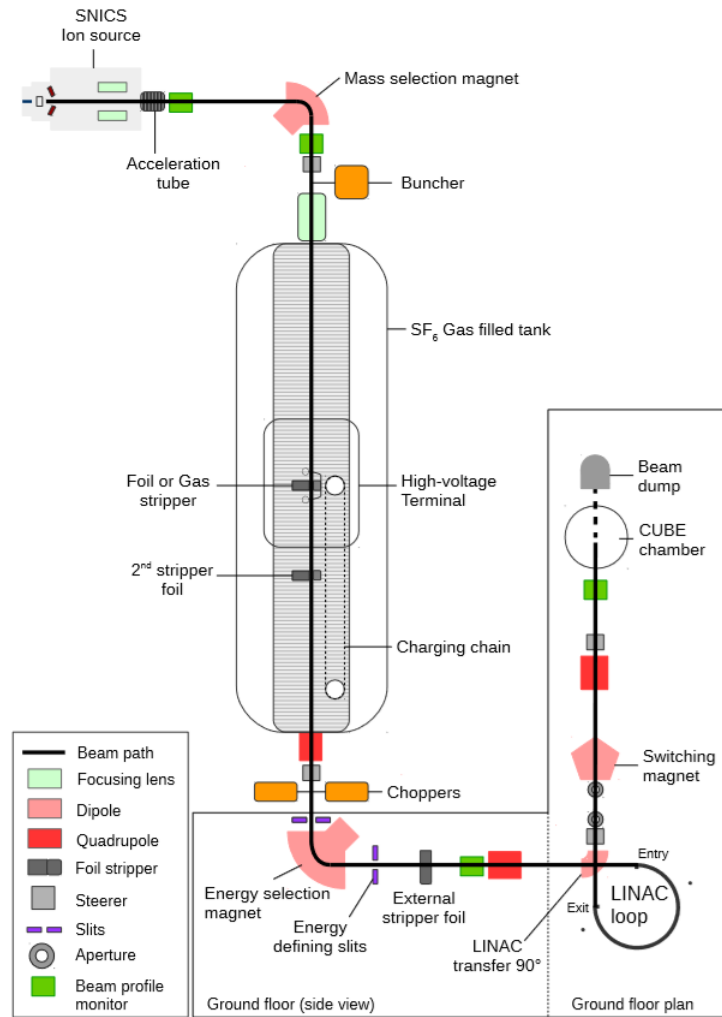 SNICS
Ion source
Mass selection magnet
Acceleration
tube
Buncher
SF6 Gas filled tank
Foil or Gas
stripper
High-voltage
Terminal
Beam
dump
CUBE
chamber
2nd stripper
foil
Charging chain
Switching
magnet
Choppers
Beam path
Focusing lens
Dipole
Quadrupole
Foil stripper
Steerer
Slits
Aperture
Beam profile
monitor
Energy selection
magnet
Energy
defining slits
External
stripper foil
LINAC
transfer 90°
Entry
Exit
LINAC
loop
Ground floor (side view)
Ground floor plan